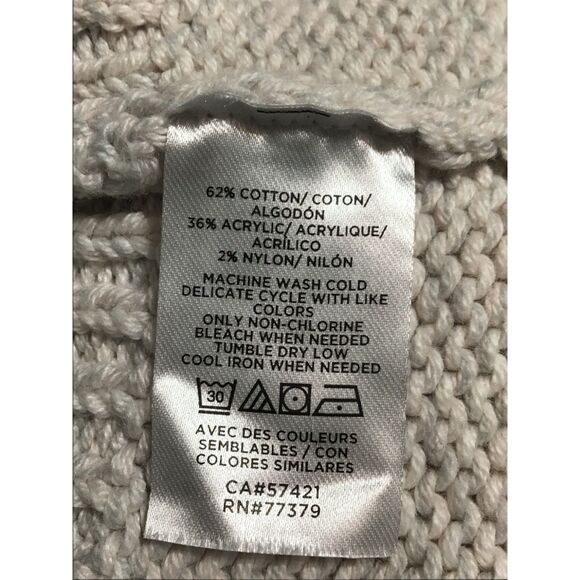 62% COTTON/ COTON/
ALGODÓN
36% ACRYLIC/ ACRYLIQUE/
ACRÍLICO
2% NYLON/ NILÓN
MACHINE WASH COLD
DELICATE CYCLE WITH LIKE
COLORS
ONLY NON-CHLORINE
BLEACH WHEN NEEDED
TUMBLE DRY LOW
COOL IRON WHEN NEEDED
30
AVEC DES COULEURS
SEMBLABLES / CON
COLORES SIMILARES
CA#57421
RN#77379